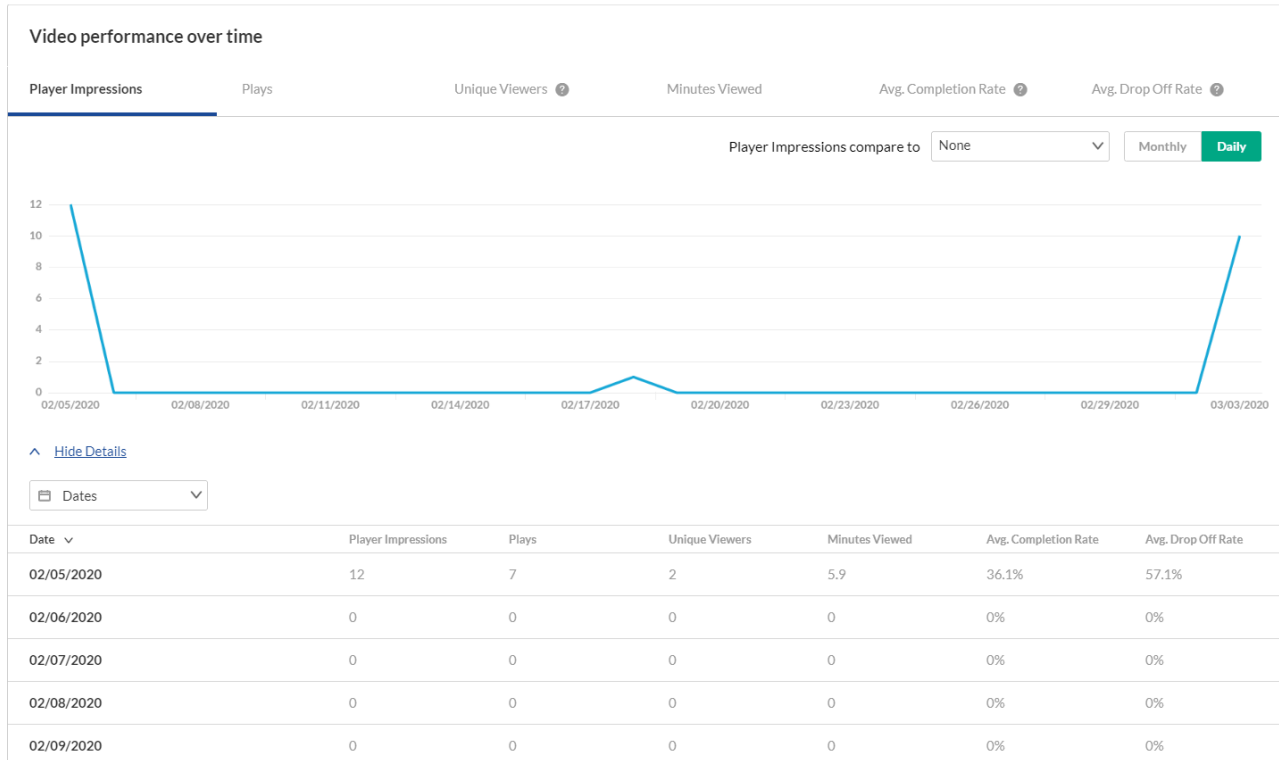 Video performance over time
Player Impressions Plays Unique Viewers ? Minutes Viewed Avg. Completion Rate ? Avg. Drop Off Rate ?
Player Impressions compare to None Monthly Daily
12
10
8
6
4
2
0
02/05/2020 02/08/2020 02/11/2020 02/14/2020 02/17/2020 02/20/2020 02/23/2020 02/26/2020 02/29/2020 03/03/2020
Hide Details
Dates
Date Player Impressions Plays Unique Viewers Minutes Viewed Avg. Completion Rate Avg. Drop Off Rate
02/05/2020 12 7 2 5.9 36.1% 57.1%
02/06/2020 0 0 0 0 0% 0%
02/07/2020 0 0 0 0 0% 0%
02/08/2020 0 0 0 0 0% 0%
02/09/2020 0 0 0 0 0% 0%